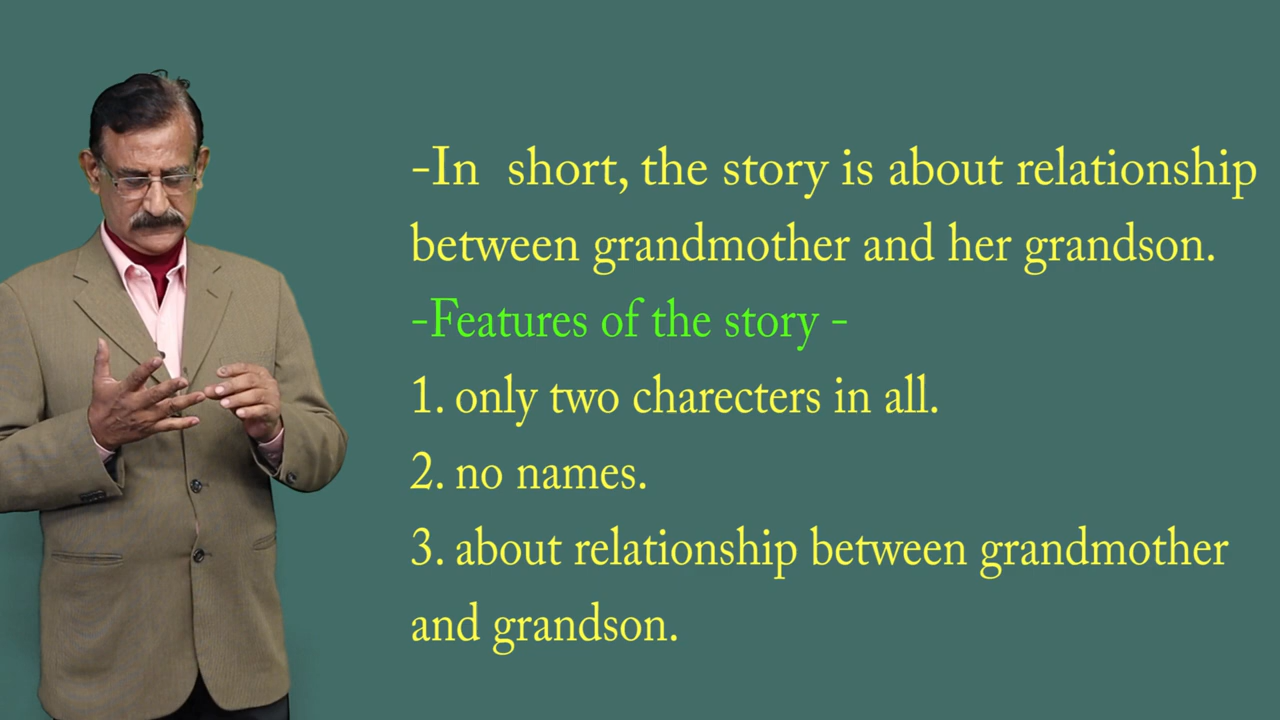 -In short, the story is about relationship
between grandmother and her grandson.
-Features of the story -
1. only two charecters in all.
2. no names.
3. about relationship between grandmother
and grandson.